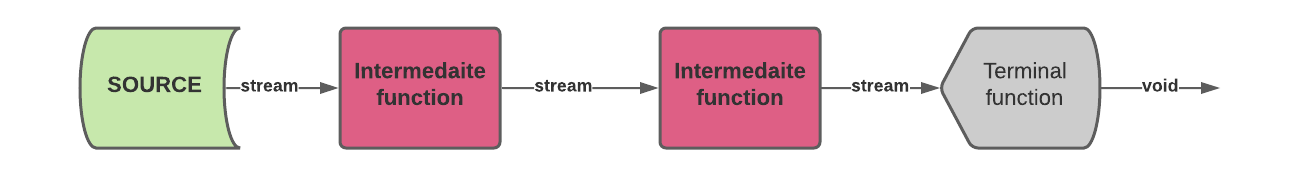 SOURCE
stream
Intermedaite
function
stream
Intermedaite
function
stream
Terminal
function
void